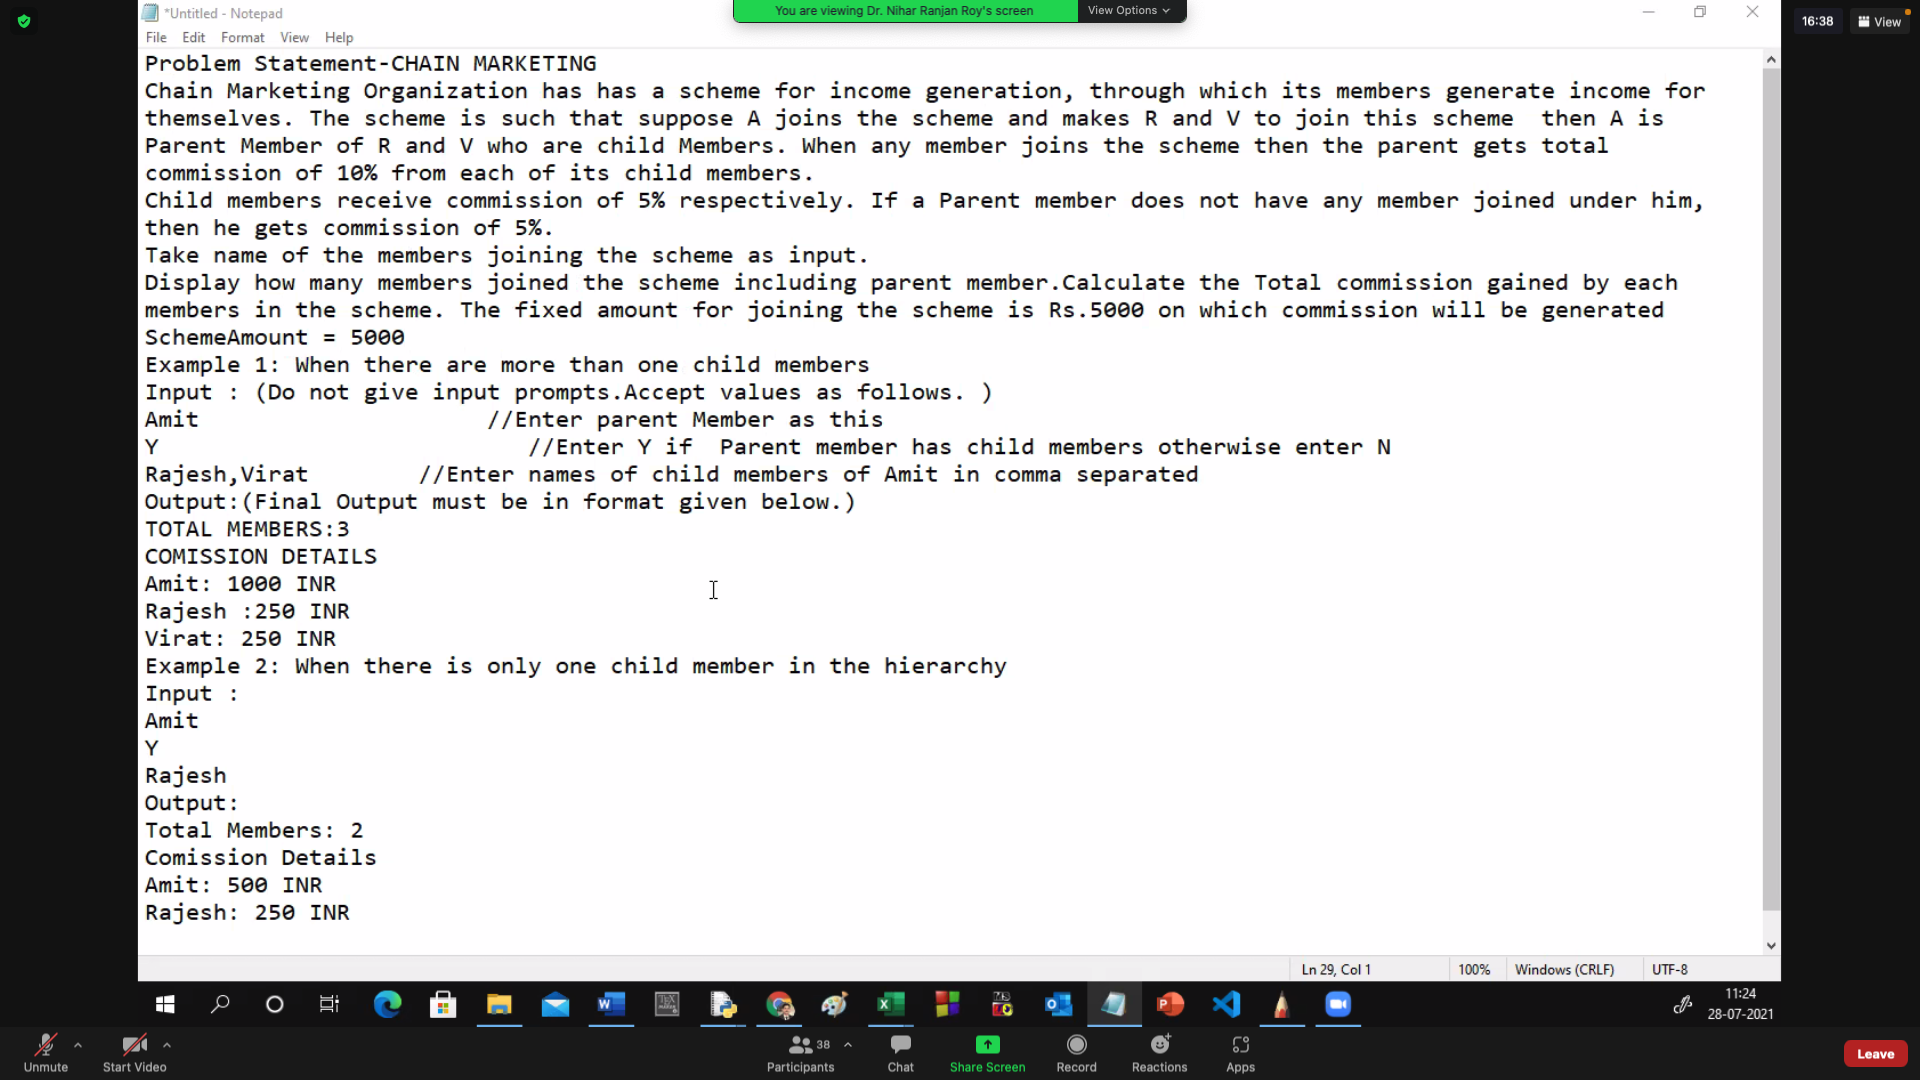 *Untitled - Notepad
You are viewing Dr. Nihar Ranjan Roy's screen
View Options
16:38
View
File Edit Format View Help
Problem Statement-CHAIN MARKETING
Chain Marketing Organization has has a scheme for income generation, through which its members generate income for
themselves. The scheme is such that suppose A joins the scheme and makes R and V to join this scheme  then A is
Parent Member of R and V who are child Members. When any member joins the scheme then the parent gets total
commission of 10% from each of its child members.
Child members receive commission of 5% respectively. If a Parent member does not have any member joined under him,
then he gets commission of 5%.
Take name of the members joining the scheme as input.
Display how many members joined the scheme including parent member.Calculate the Total commission gained by each
members in the scheme. The fixed amount for joining the scheme is Rs.5000 on which commission will be generated
SchemeAmount = 5000
Example 1: When there are more than one child members
Input : (Do not give input prompts.Accept values as follows. )
Amit //Enter parent Member as this
Y //Enter Y if  Parent member has child members otherwise enter N
Rajesh,Virat //Enter names of child members of Amit in comma separated
Output:(Final Output must be in format given below.)
TOTAL MEMBERS:3
COMISSION DETAILS
Amit: 1000 INR
Rajesh :250 INR
Virat: 250 INR
Example 2: When there is only one child member in the hierarchy
Input :
Amit
Y
Rajesh
Output:
Total Members: 2
Comission Details
Amit: 500 INR
Rajesh: 250 INR
Ln 29, Col 1
100%
Windows (CRLF)
UTF-8
11:24
28-07-2021
Unmute
Start Video
Participants
38
Chat
Share Screen
Record
Reactions
Apps
Leave